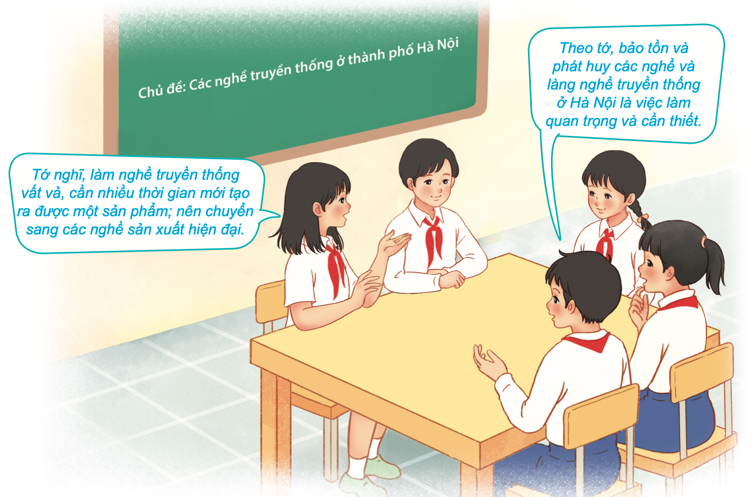 Chủ đề: Các nghề truyền thống ở thành phố Hà Nội
Tớ nghĩ, làm nghề truyền thống
vất vả, cần nhiều thời gian mới tạo
ra được một sản phẩm; nên chuyển
sang các nghề sản xuất hiện đại.
Theo tớ, bảo tồn và
phát huy các nghề và
làng nghề truyền thống
ở Hà Nội là việc làm
quan trọng và cần thiết.